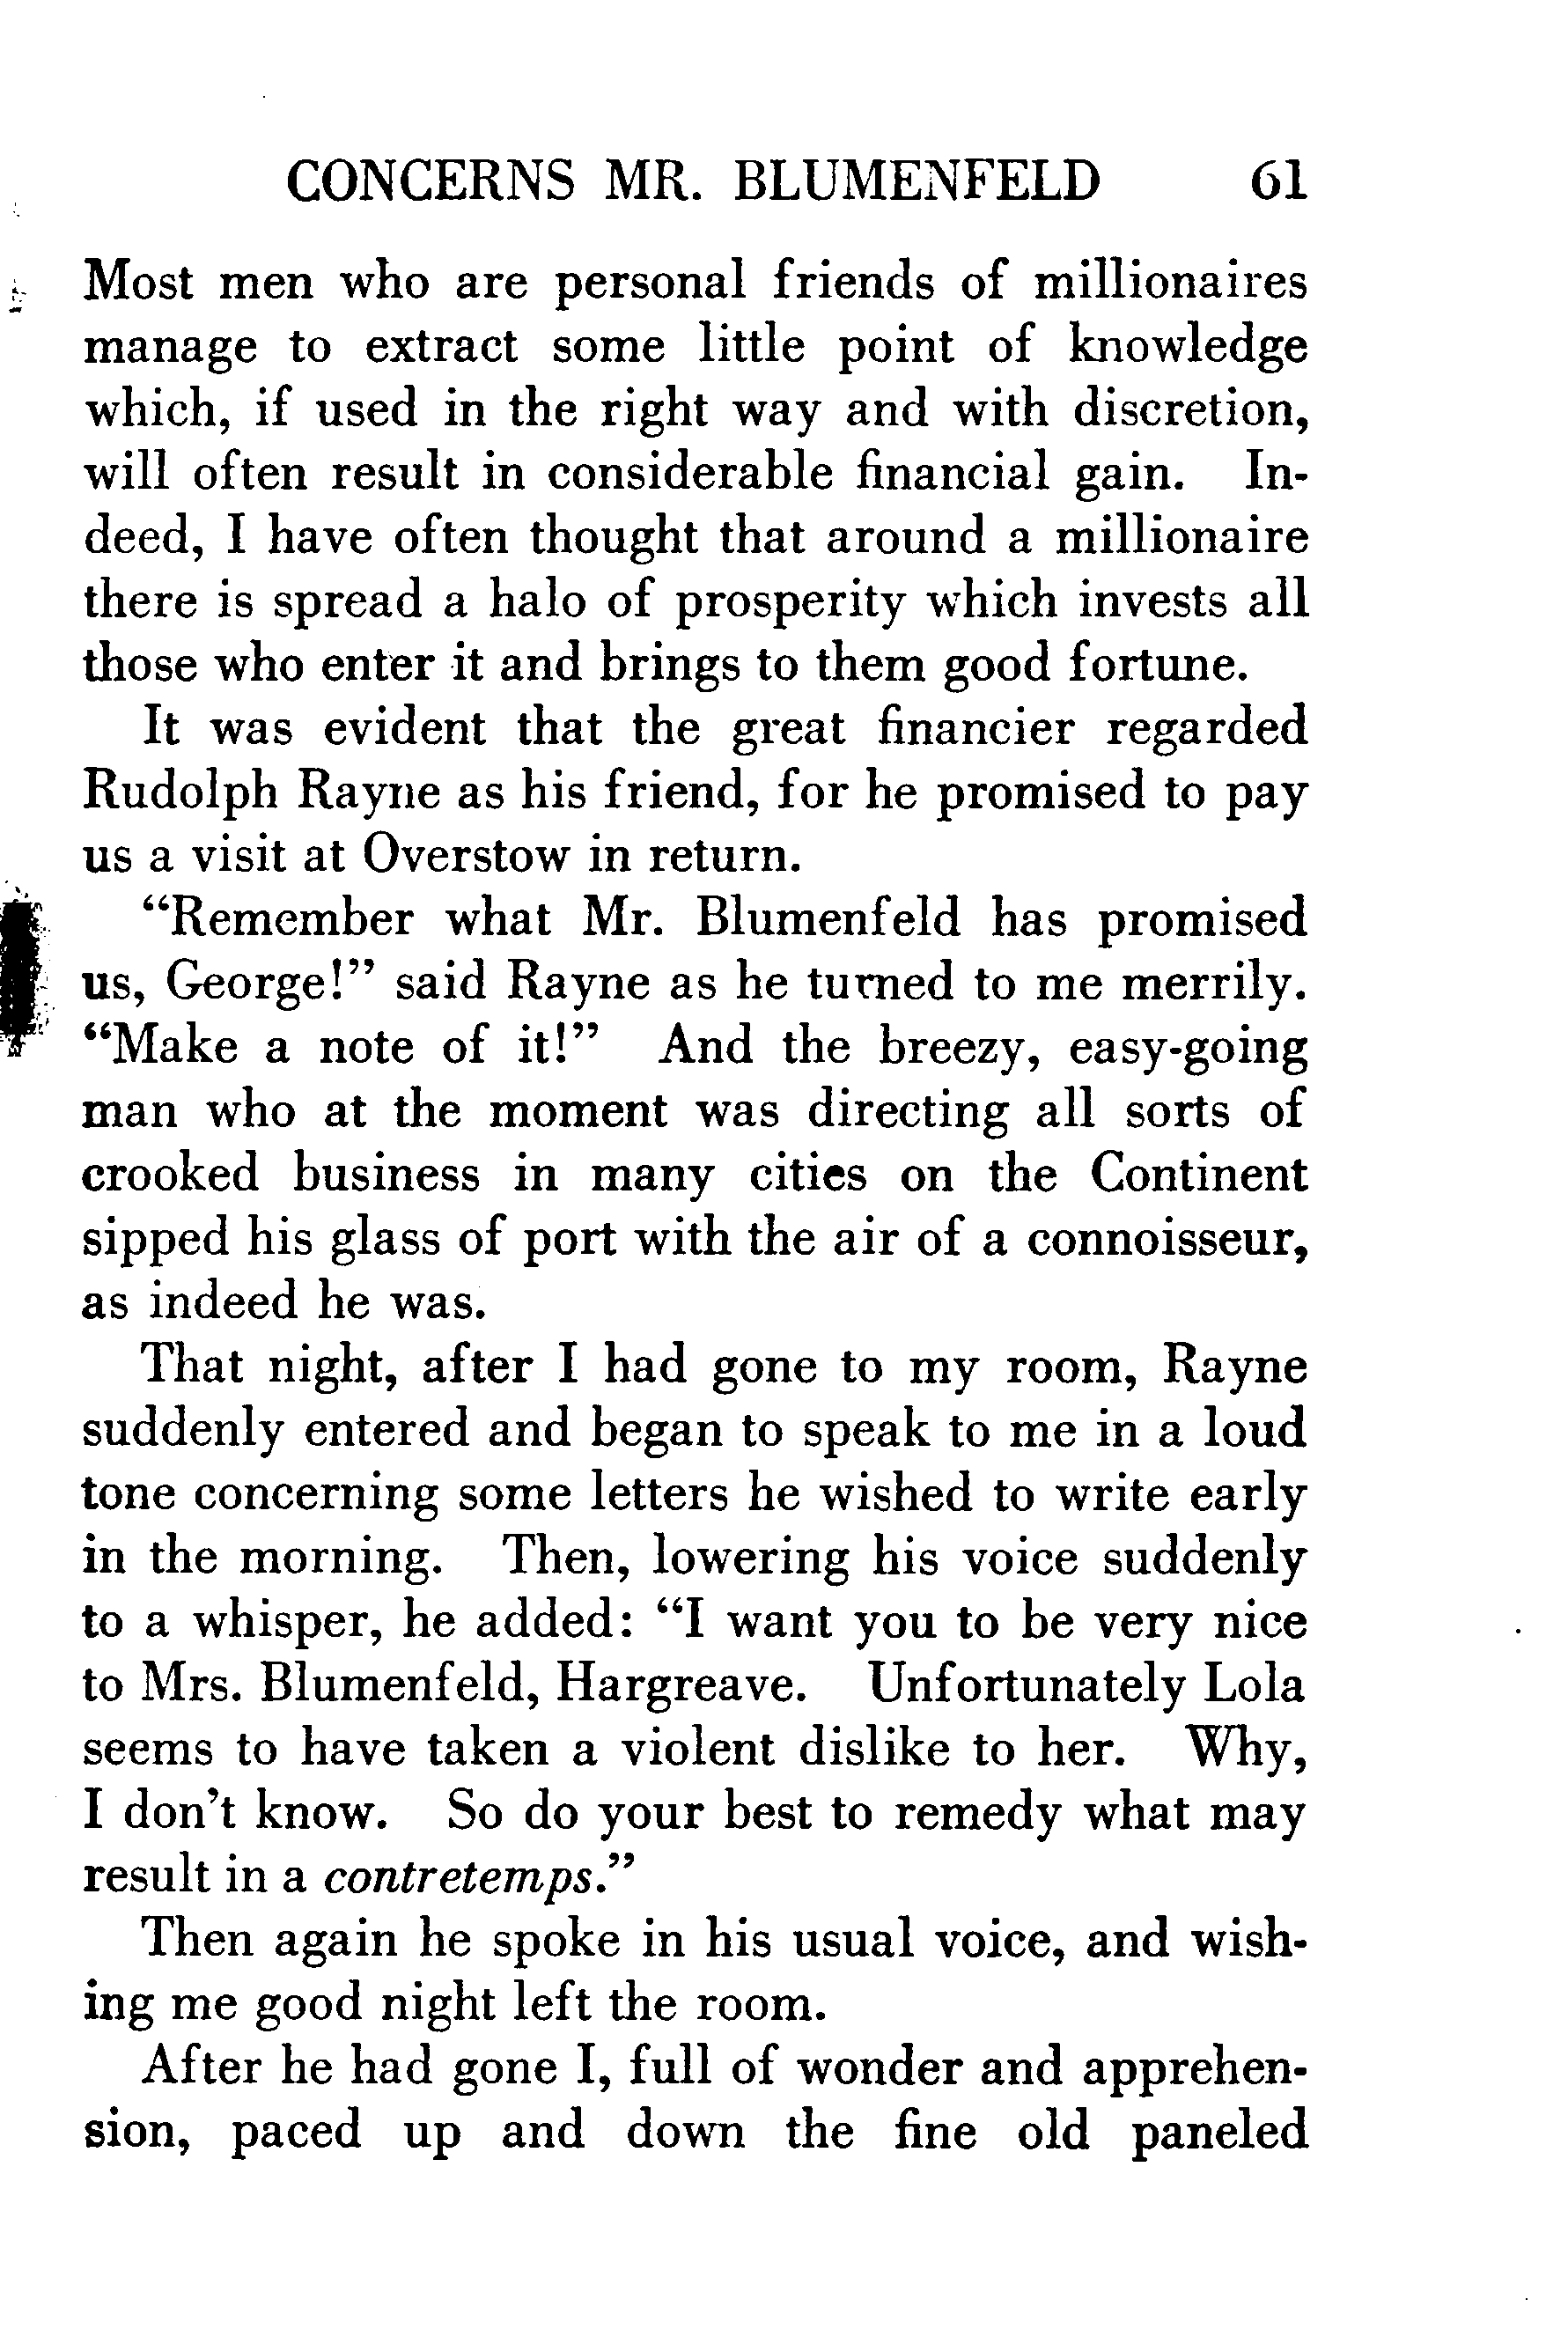 CONCERNS MR. BLUMENFELD 61
Most men who are personal friends of millionaires
manage to extract some little point of knowledge
which, if used in the right way and with discretion,
will often result in considerable financial gain. In-
deed, I have often thought that around a millionaire
there is spread a halo of prosperity which invests all
those who enter it and brings to them good fortune.
It was evident that the great financier regarded
Rudolph Rayne as his friend, for he promised to pay
us a visit at Overstow in return.
“Remember what Mr. Blumenfeld has promised
us, George!” said Rayne as he turned to me merrily.
“Make a note of it!” And the breezy, easy-going
man who at the moment was directing all sorts of
crooked business in many cities on the Continent
sipped his glass of port with the air of a connoisseur,
as indeed he was.
That night, after I had gone to my room, Rayne
suddenly entered and began to speak to me in a loud
tone concerning some letters he wished to write early
in the morning. Then, lowering his voice suddenly
to a whisper, he added: “I want you to be very nice
to Mrs. Blumenfeld, Hargreave. Unfortunately Lola
seems to have taken a violent dislike to her. Why,
I don’t know. So do your best to remedy what may
result in a contretemps.”
Then again he spoke in his usual voice, and wish-
ing me good night left the room.
After he had gone I, full of wonder and apprehen-
sion, paced up and down the fine old paneled